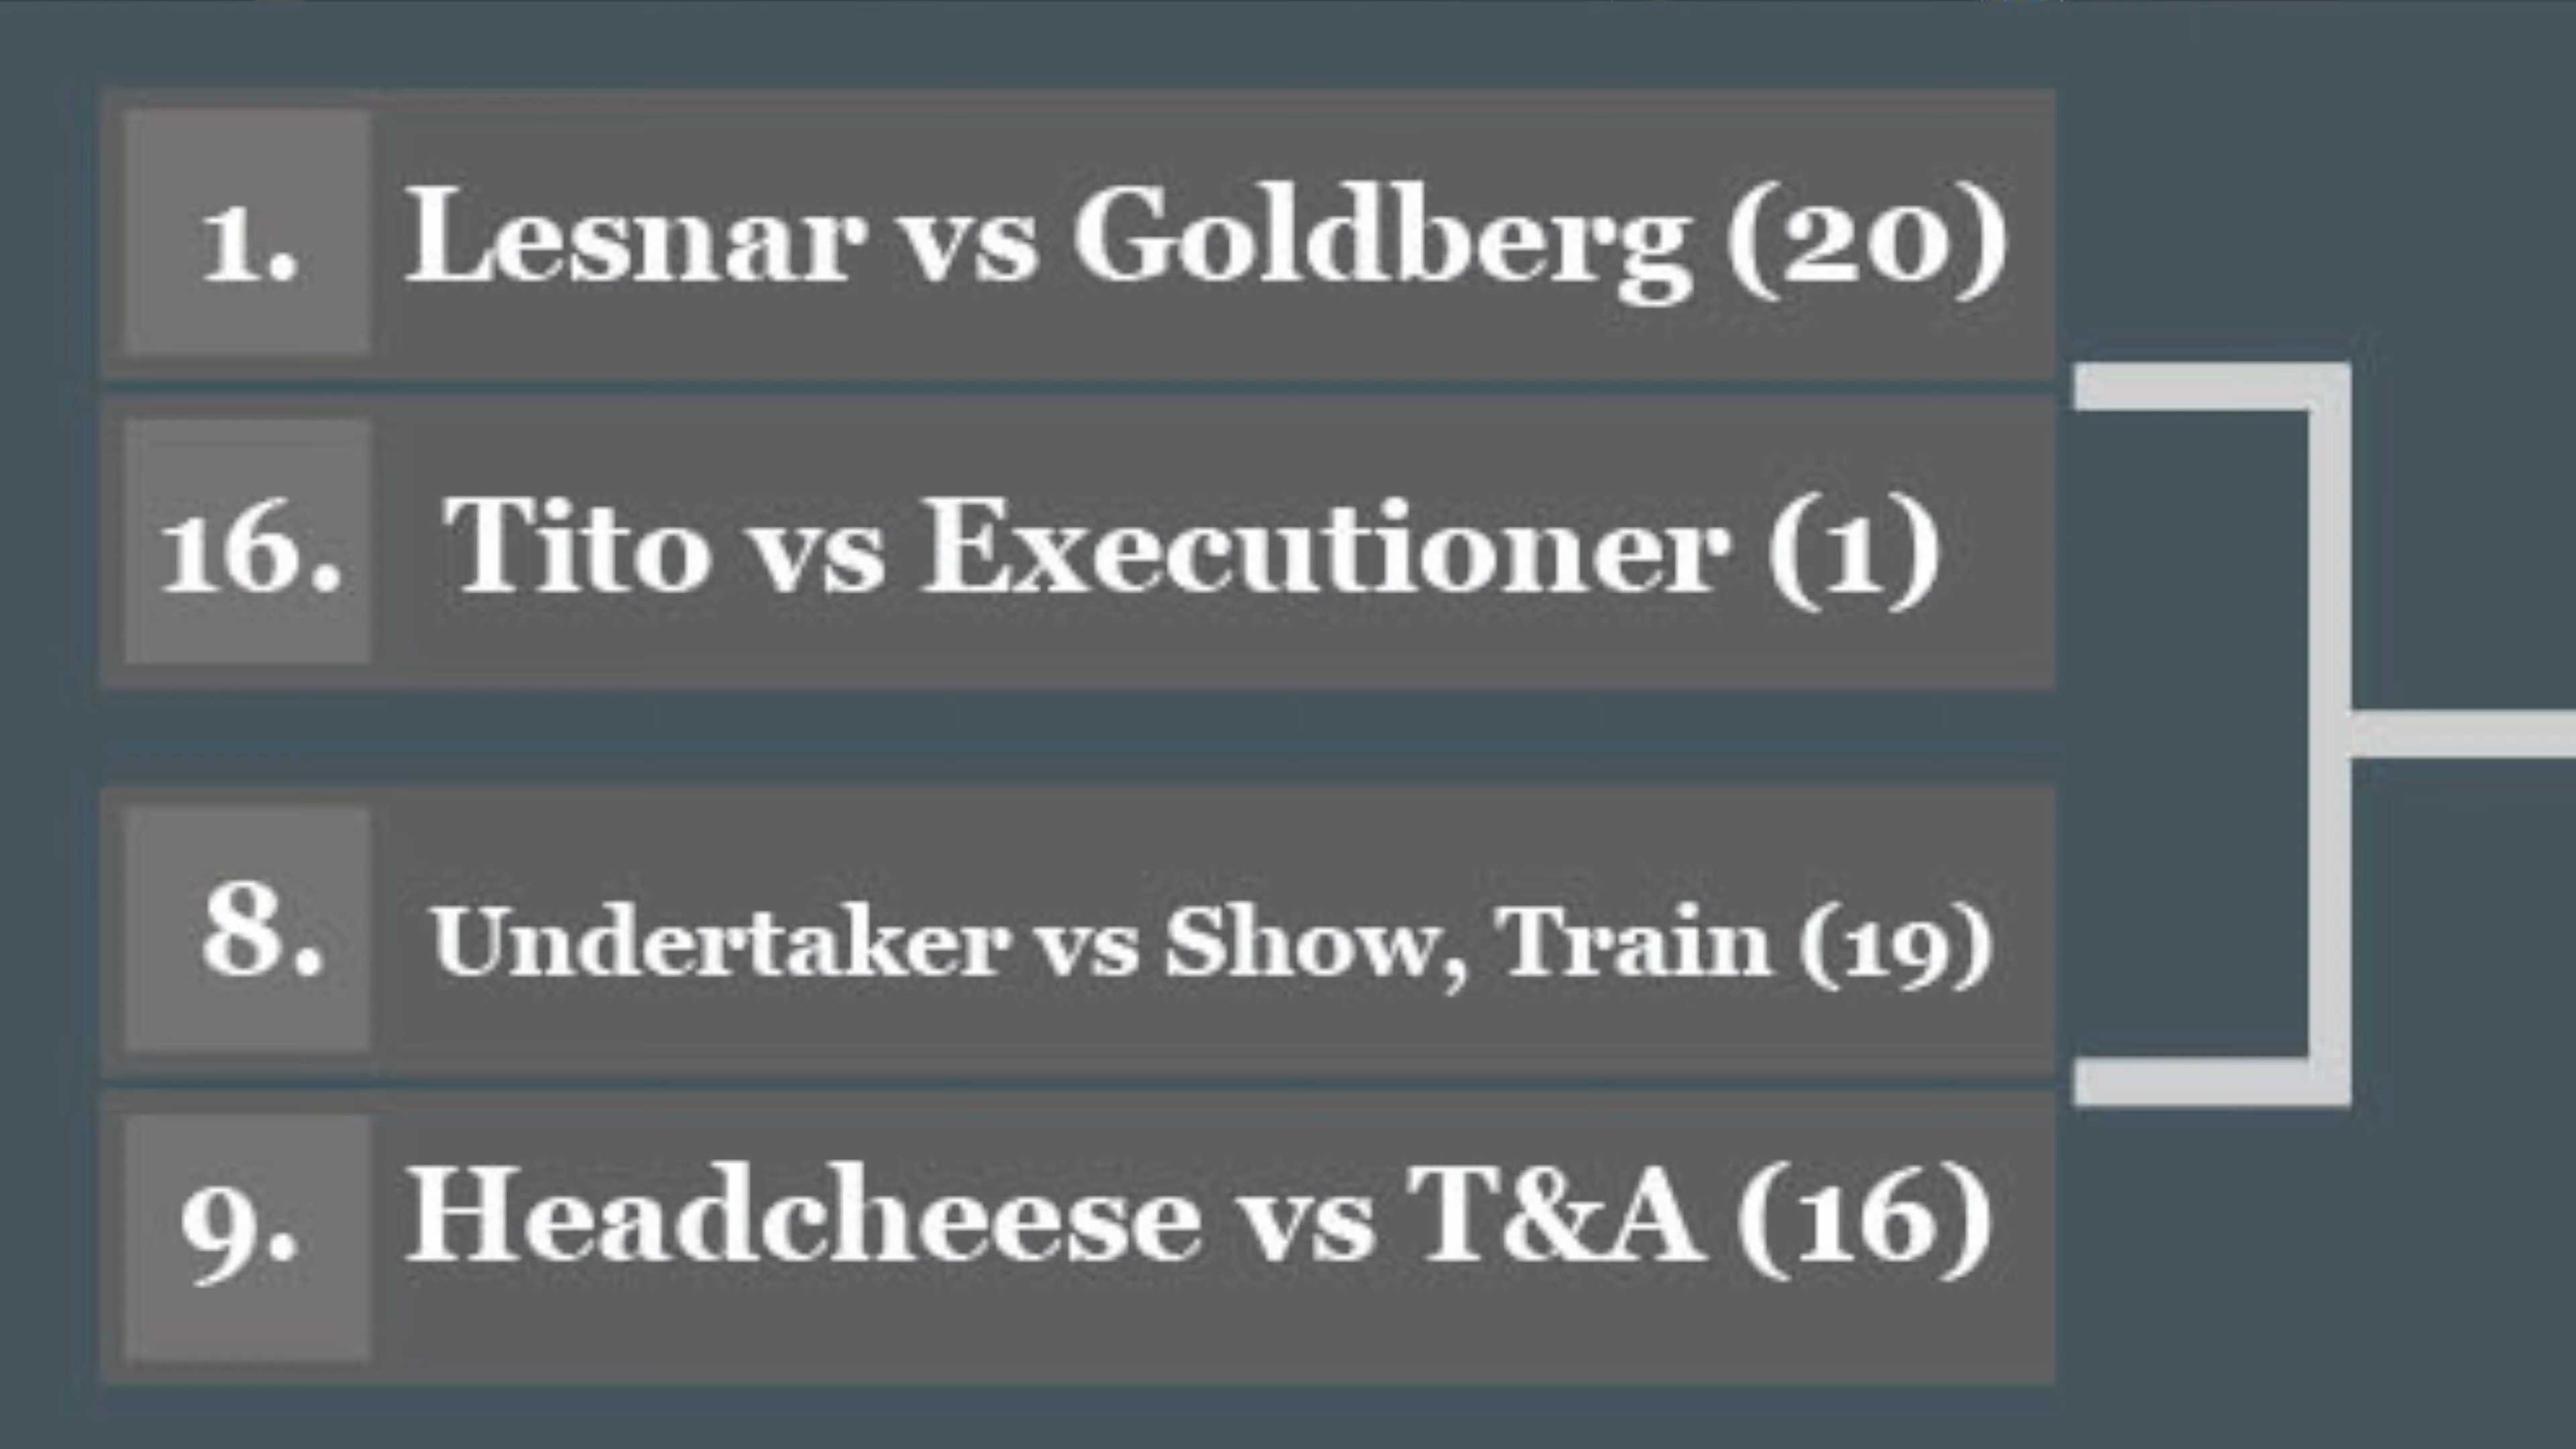 1. Lesnar vs Goldberg (20)
16. Tito vs Executioner (1)
8. Undertaker vs Show, Train (19)
9. Headcheese vs T&A (16)